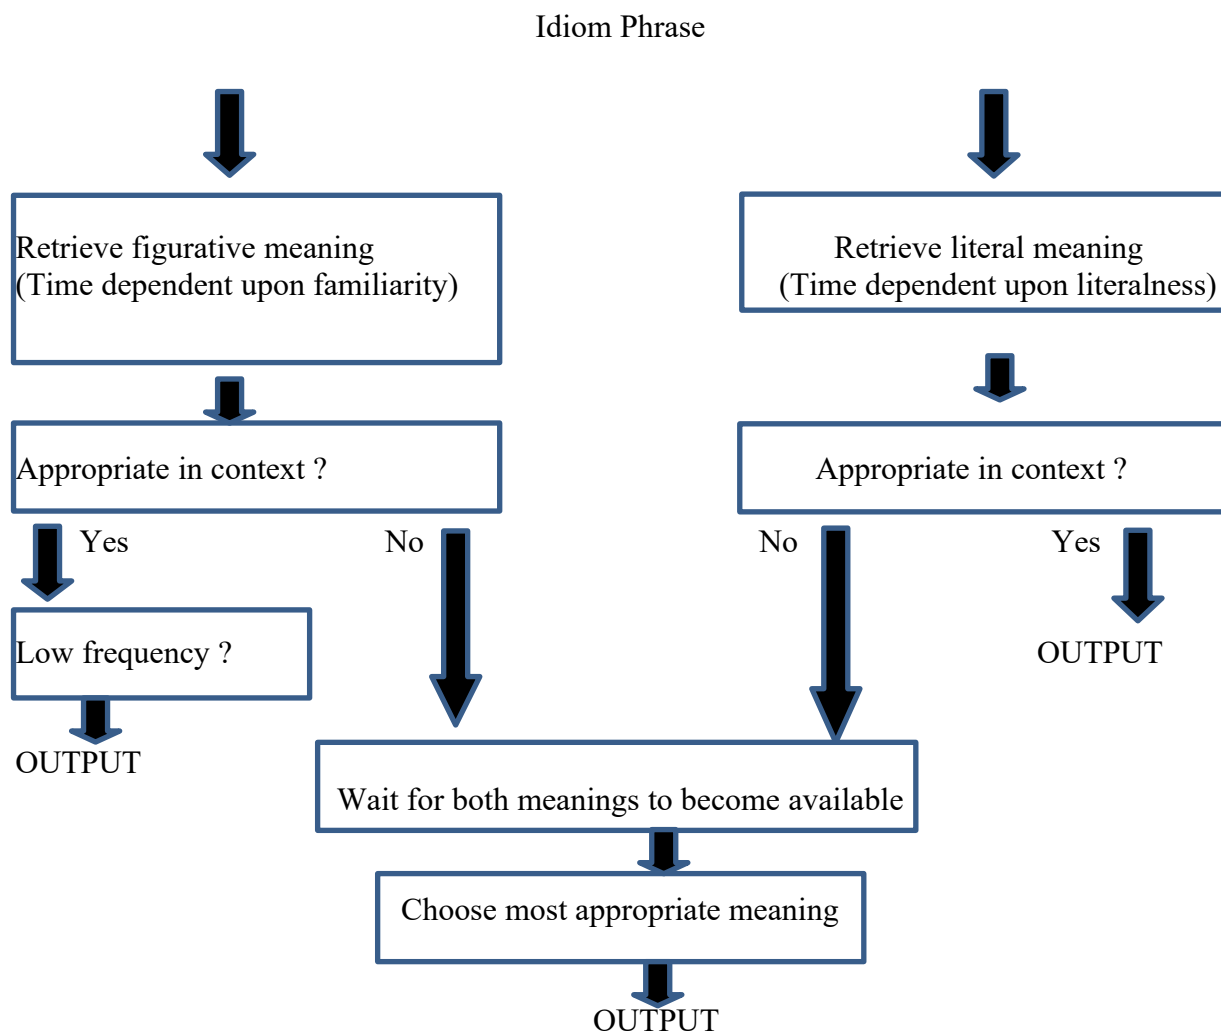 Idiom Phrase
Retrieve figurative meaning
(Time dependent upon familiarity)
Retrieve literal meaning
(Time dependent upon literalness)
Appropriate in context ?
Appropriate in context ?
Yes
No
No
Yes
Low frequency ?
OUTPUT
OUTPUT
Wait for both meanings to become available
Choose most appropriate meaning
OUTPUT